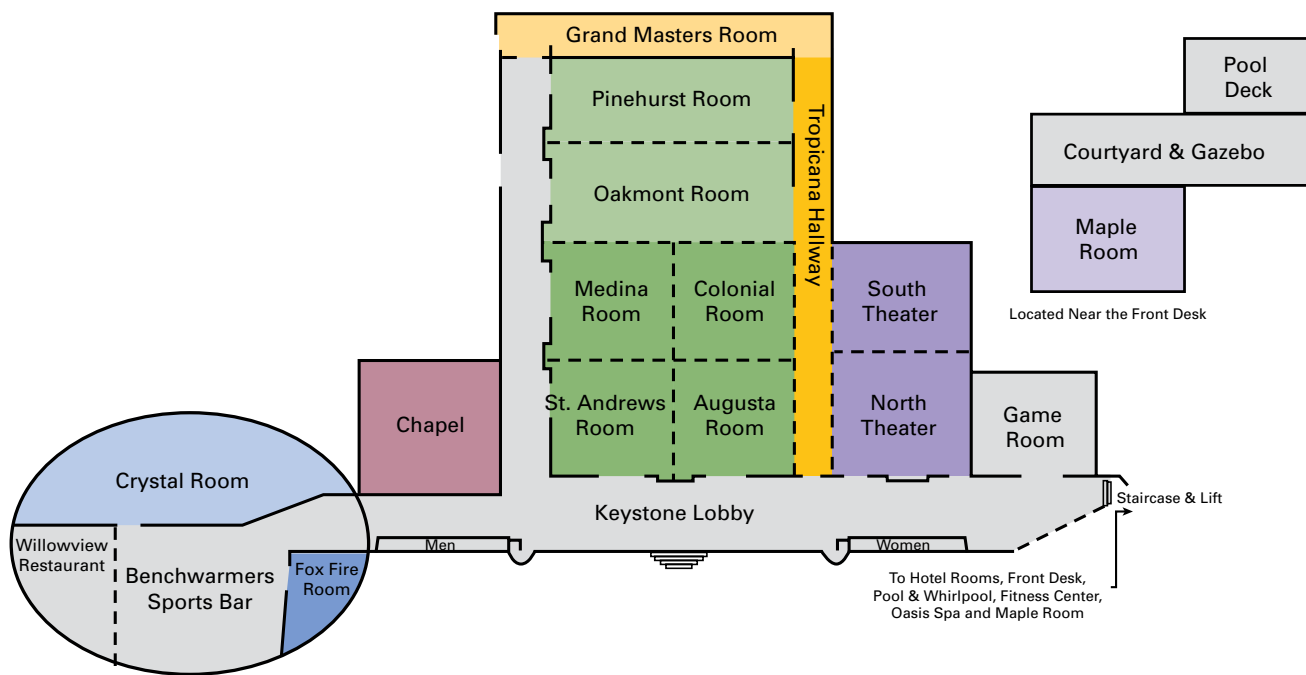 Grand Masters Room
Pinehurst Room
Oakmont Room
Tropicana Hallway
Medina
Room
Colonial
Room
St. Andrews
Room
Augusta
Room
South
Theater
North
Theater
Game
Room
Pool
Deck
Courtyard & Gazebo
Maple
Room
Located Near the Front Desk
Chapel
Crystal Room
Willowview
Restaurant
Benchwarmers
Sports Bar
Fox Fire
Room
Keystone Lobby
Men
Women
Staircase & Lift
To Hotel Rooms, Front Desk,
Pool & Whirlpool, Fitness Center,
Oasis Spa and Maple Room